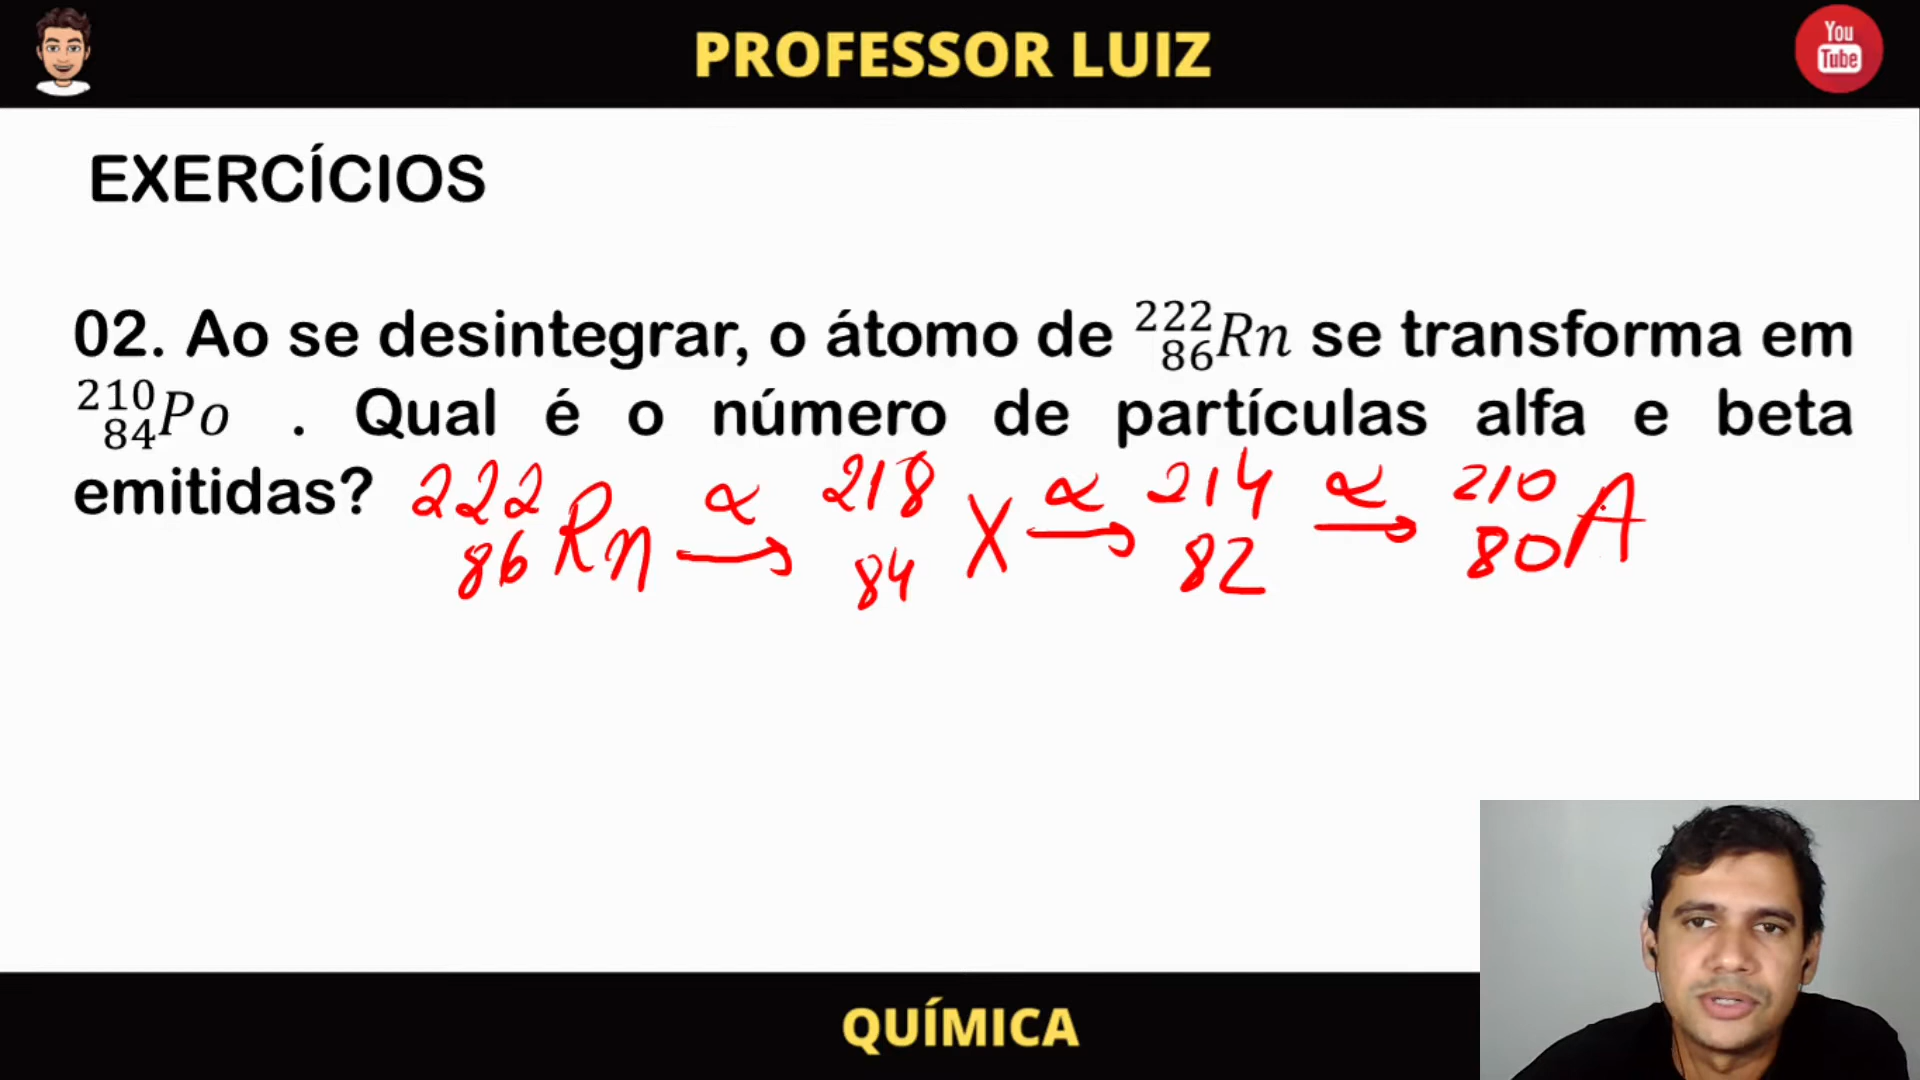 PROFESSOR LUIZ
You
Tube
EXERCÍCIOS
02. Ao se desintegrar, o átomo de ²²²₈₆Rn se transforma em
²¹⁰₈₄Po . Qual é o número de partículas alfa e beta
emitidas?
²²²₈₆Rn α→ ²¹⁸₈₄X α→ ²¹⁴₈₂ α→ ²¹⁰₈₀A
QUÍMICA